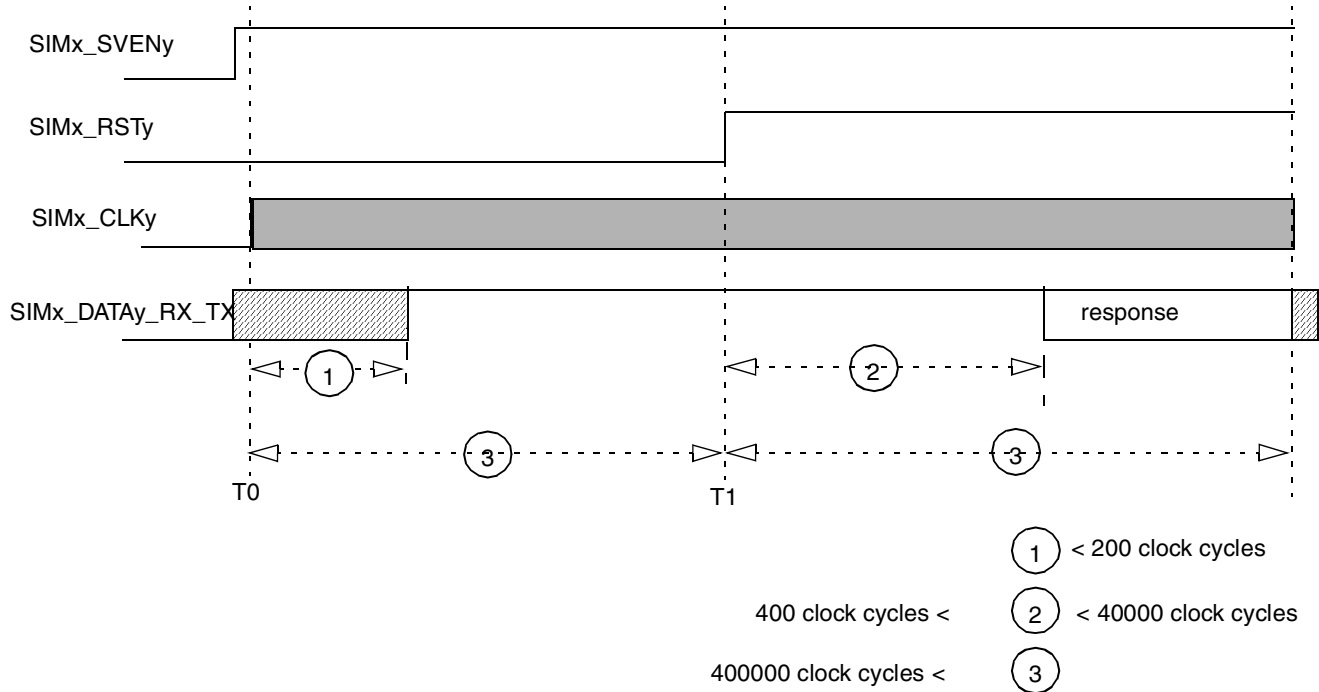 SIMx_SVENy
SIMx_RSTy
SIMx_CLKy
SIMx_DATAy_RX_TX
response
1
2
3
3
T0
T1
1 < 200 clock cycles
400 clock cycles < 2 < 40000 clock cycles
400000 clock cycles < 3